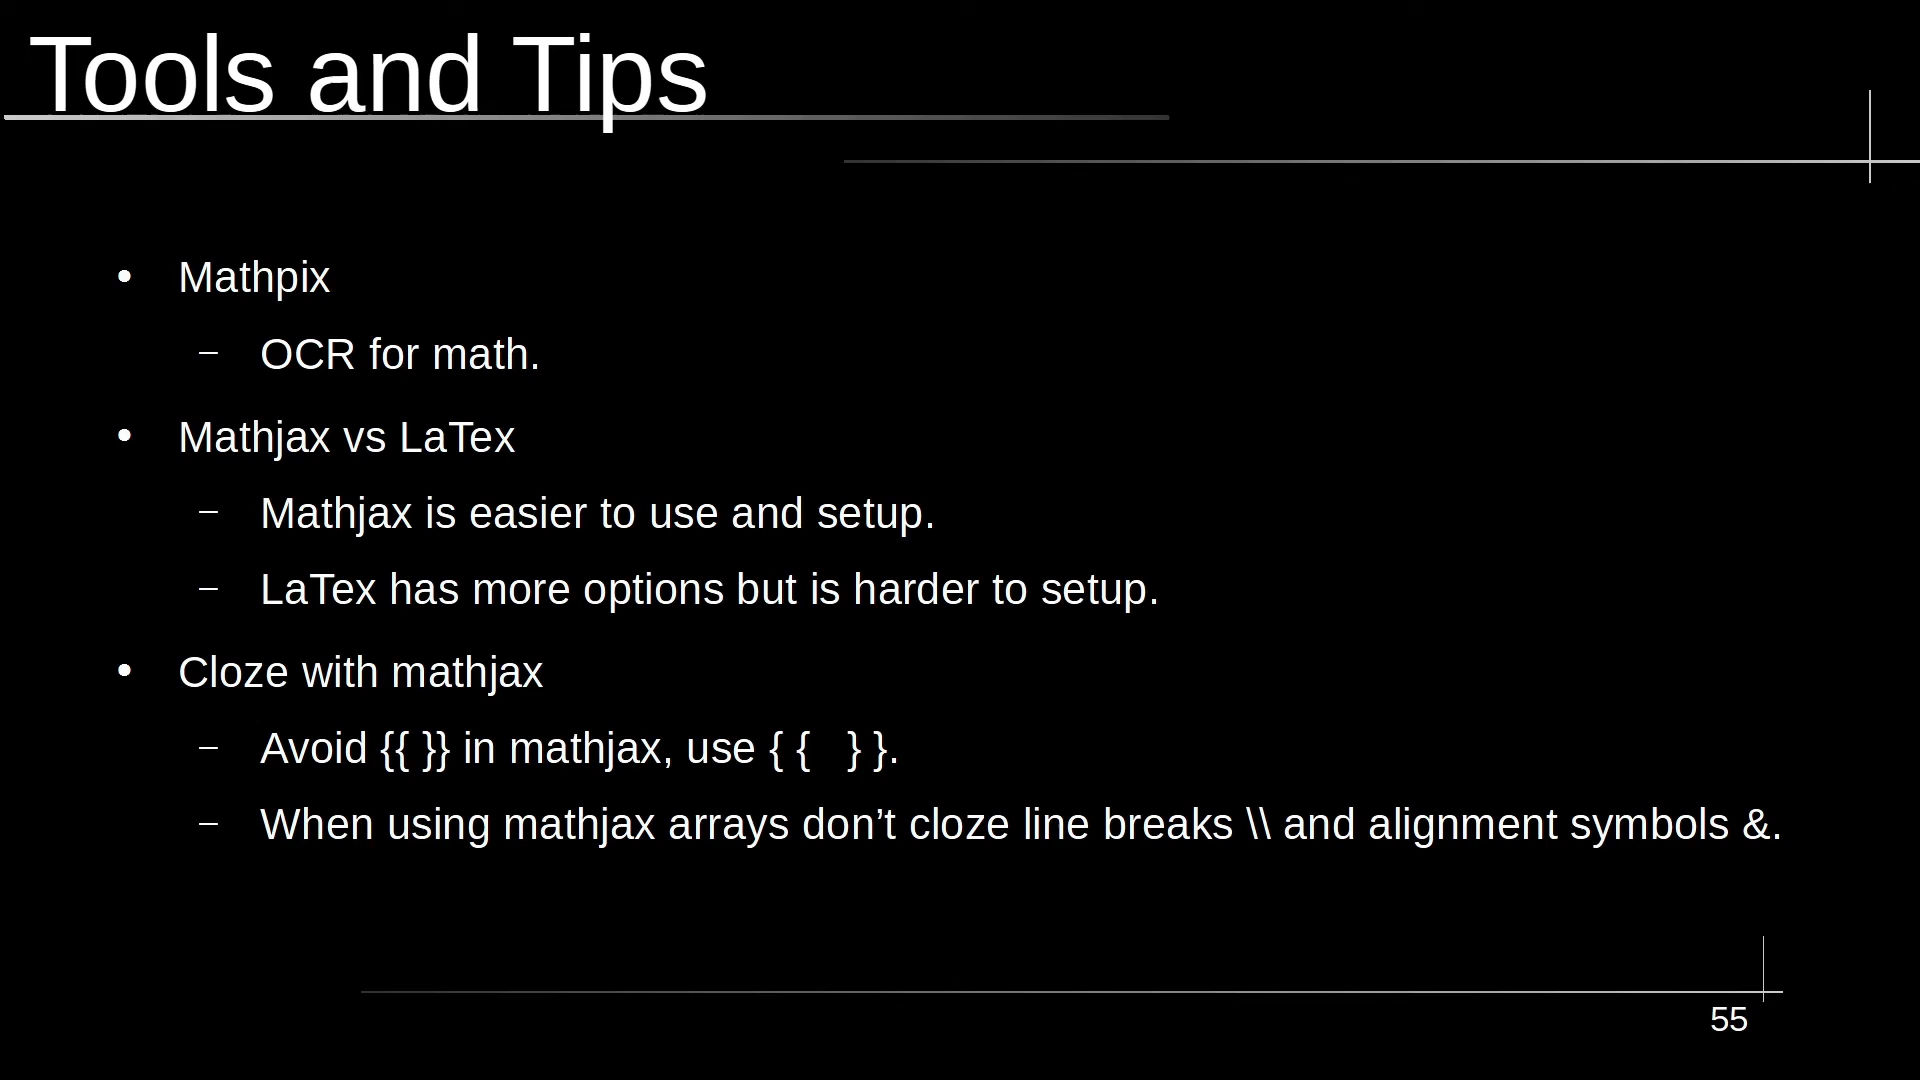 Tools and Tips
• Mathpix
– OCR for math.
• Mathjax vs LaTex
– Mathjax is easier to use and setup.
– LaTex has more options but is harder to setup.
• Cloze with mathjax
– Avoid {{ }} in mathjax, use { {   } }.
– When using mathjax arrays don’t cloze line breaks \\ and alignment symbols &.
55